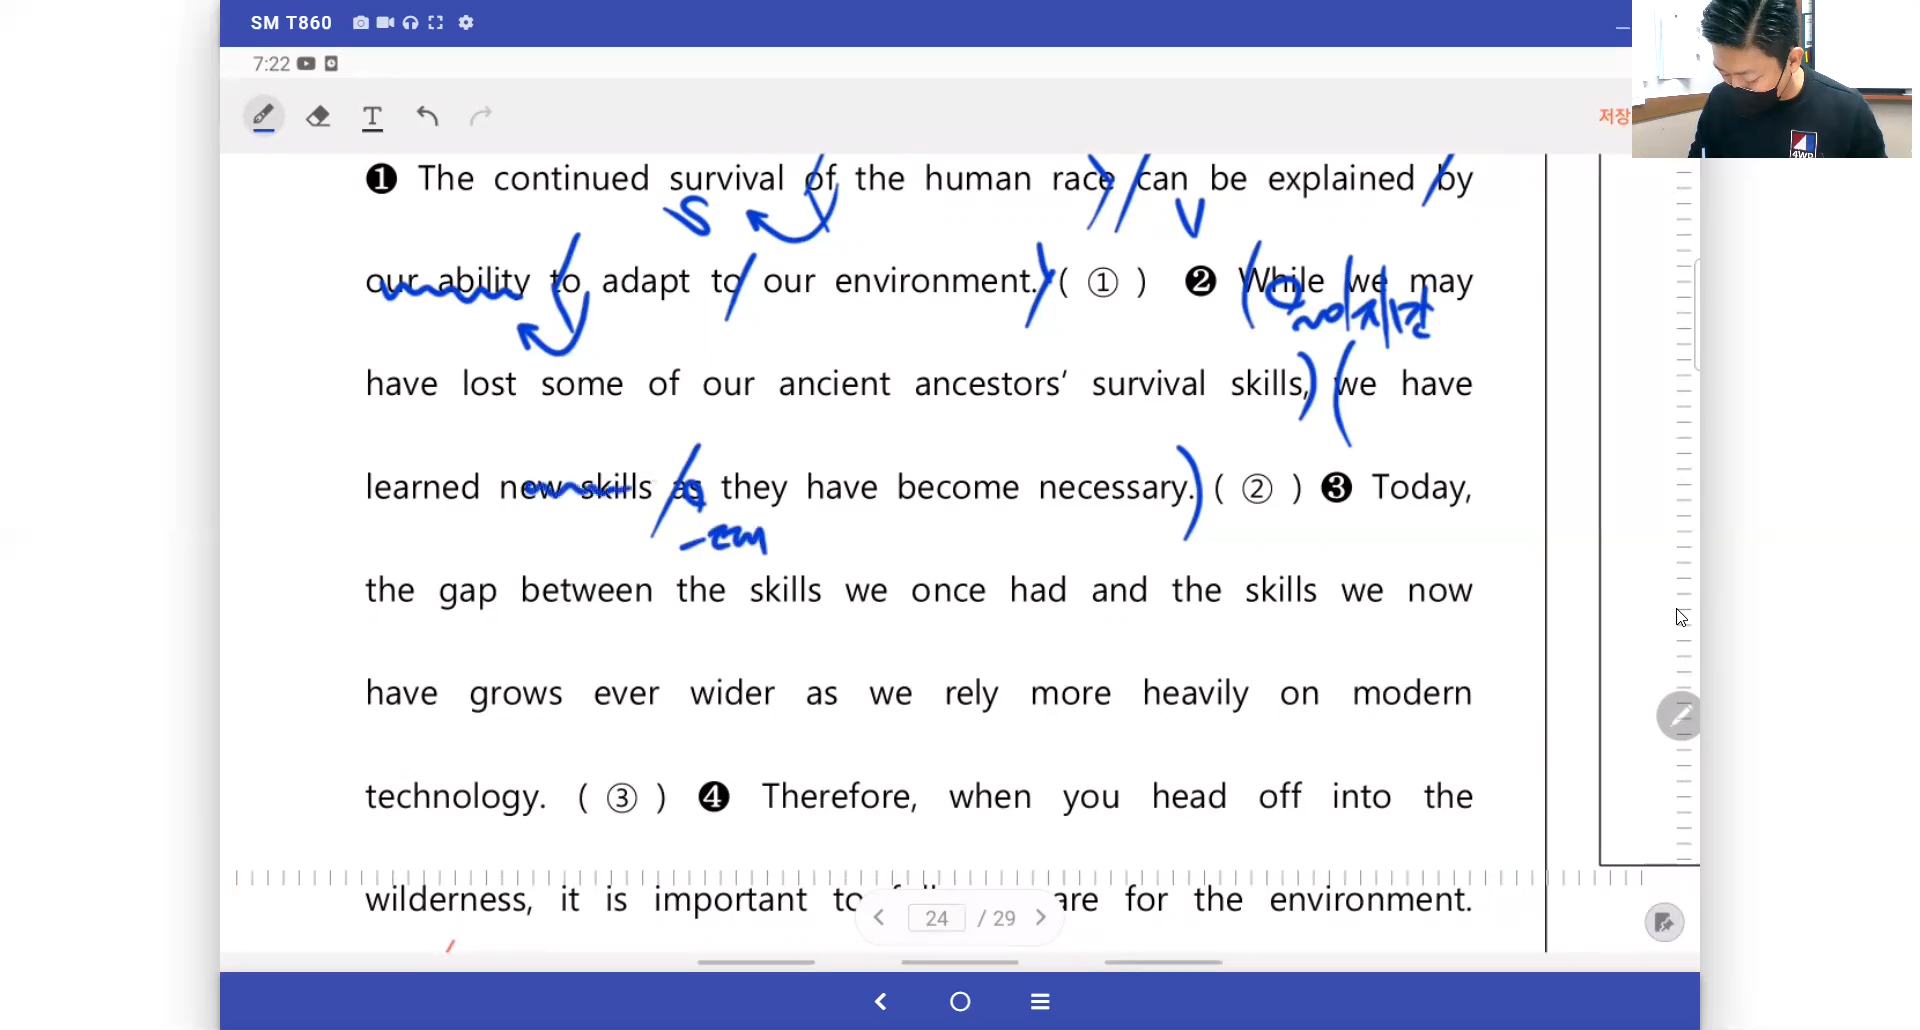 SM T860
7:22
저장
4WD
❶ The continued survival of the human race can be explained by
S
V
our ability to adapt to our environment. ( ① ) ❷ While we may
~이지만
have lost some of our ancient ancestors’ survival skills, we have
learned new skills as they have become necessary. ( ② ) ❸ Today,
the gap between the skills we once had and the skills we now
have grows ever wider as we rely more heavily on modern
technology. ( ③ ) ❹ Therefore, when you head off into the
wilderness, it is important to for the environment.
24 / 29